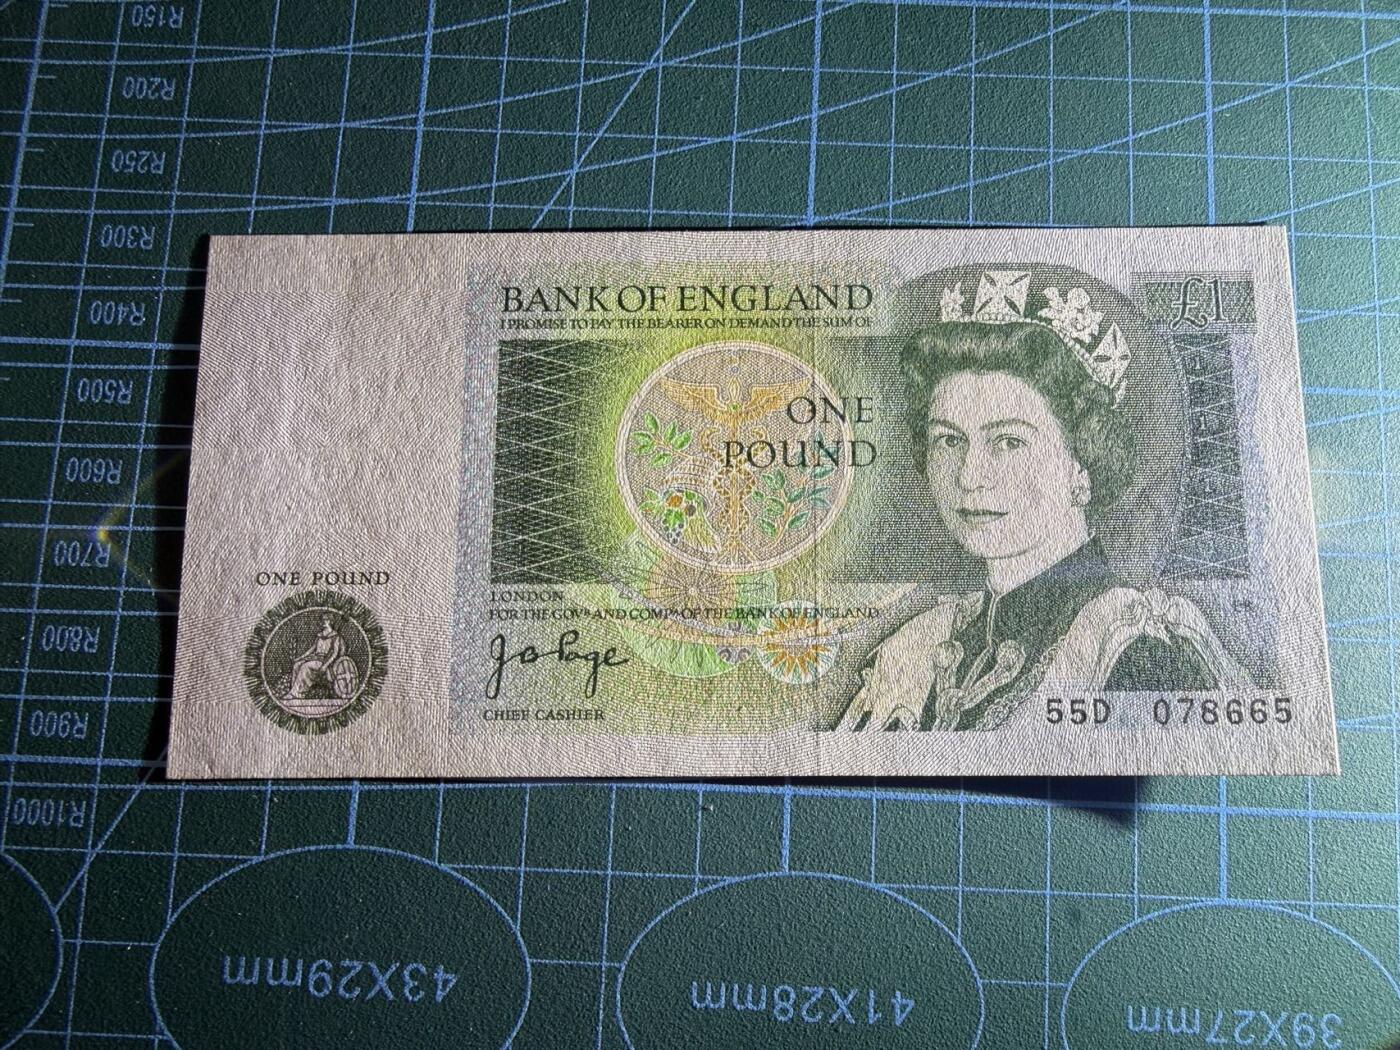 R150
R200
R250
R300
R400
R500
R600
R700
R800
R900
R1000
BANK OF ENGLAND
I PROMISE TO PAY THE BEARER ON DEMAND THE SUM OF
£1
ONE
POUND
ONE POUND
LONDON
FOR THE GOVR AND COMPA OF THE BANK OF ENGLAND
J B Page
CHIEF CASHIER
55D 078665
43X29mm
41X28mm
39X27mm